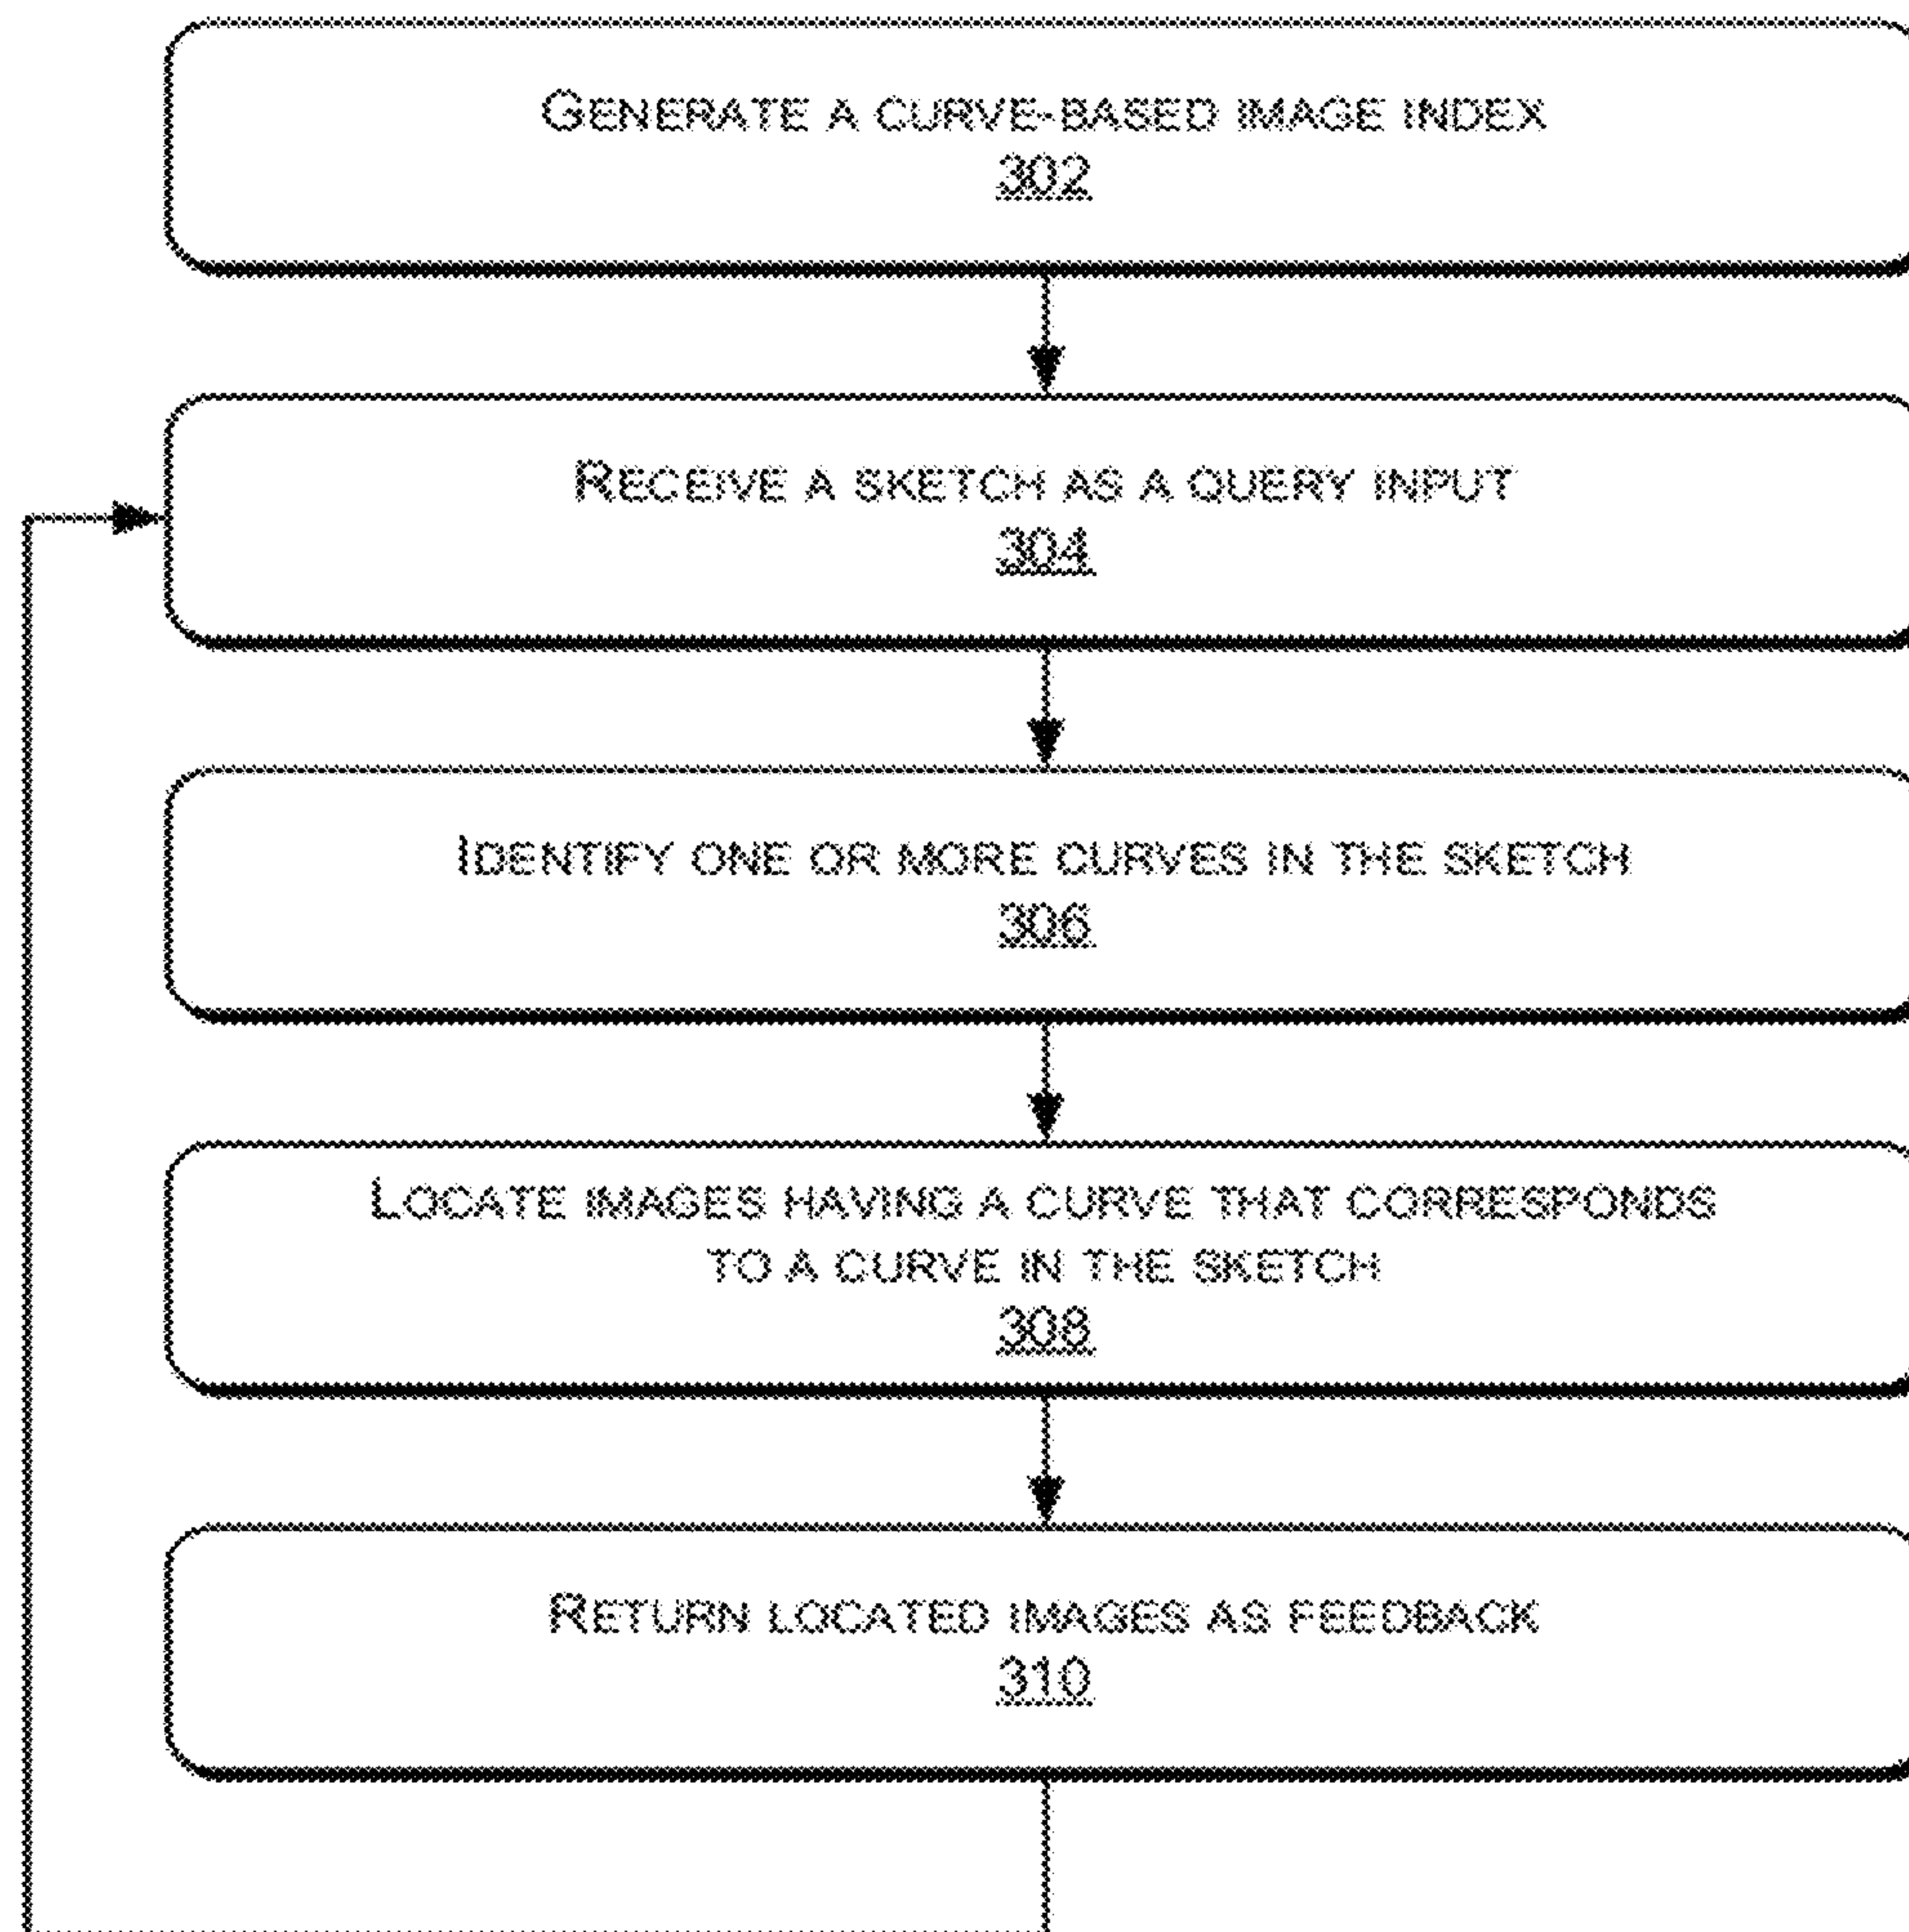 GENERATE A CURVE-BASED IMAGE INDEX
302
RECEIVE A SKETCH AS A QUERY INPUT
304
IDENTIFY ONE OR MORE CURVES IN THE SKETCH
306
LOCATE IMAGES HAVING A CURVE THAT CORRESPONDS
TO A CURVE IN THE SKETCH
308
RETURN LOCATED IMAGES AS FEEDBACK
310